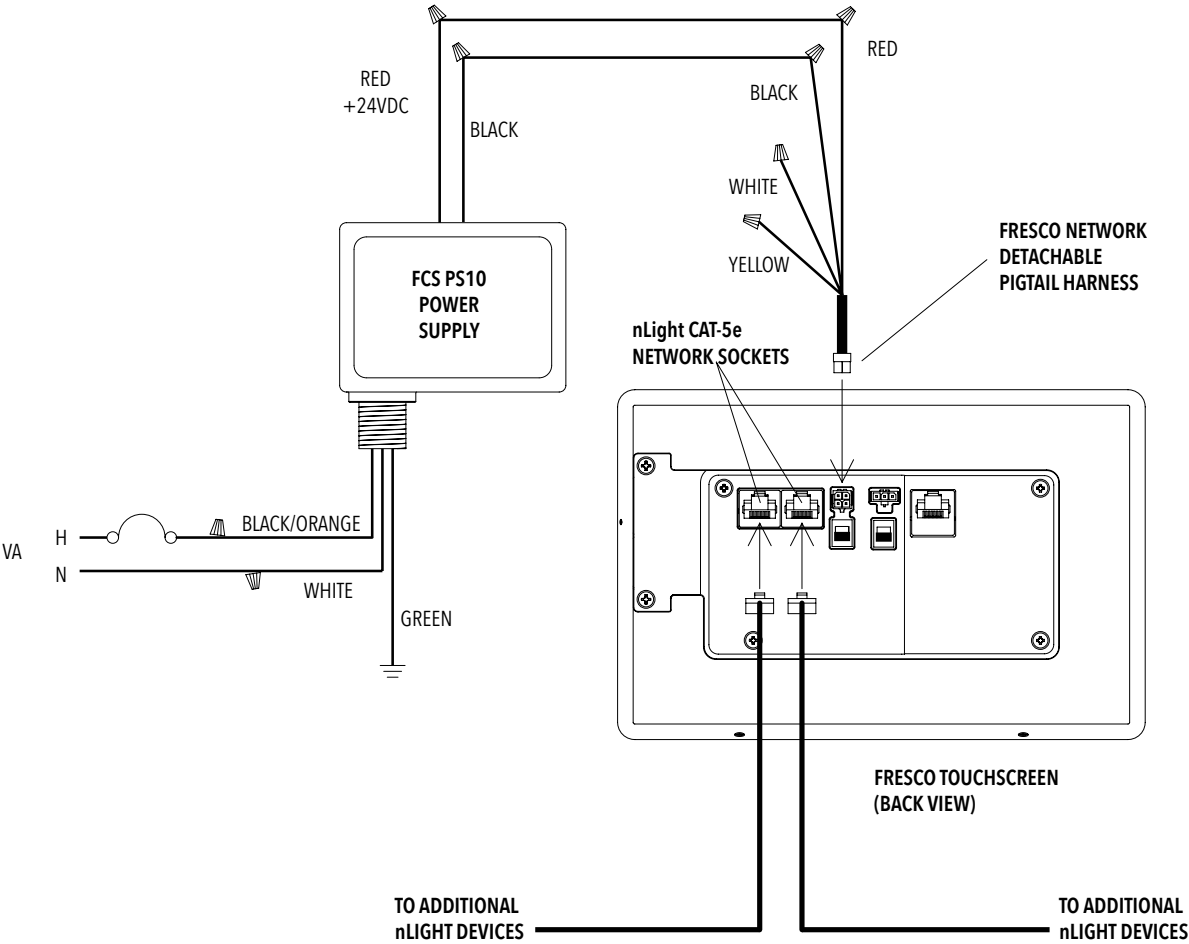 RED
RED
+24VDC
BLACK
BLACK
WHITE
YELLOW
FRESCO NETWORK
DETACHABLE
PIGTAIL HARNESS
FCS PS10
POWER
SUPPLY
nLight CAT-5e
NETWORK SOCKETS
BLACK/ORANGE
VA
H
N
WHITE
GREEN
FRESCO TOUCHSCREEN
(BACK VIEW)
TO ADDITIONAL
nLIGHT DEVICES
TO ADDITIONAL
nLIGHT DEVICES